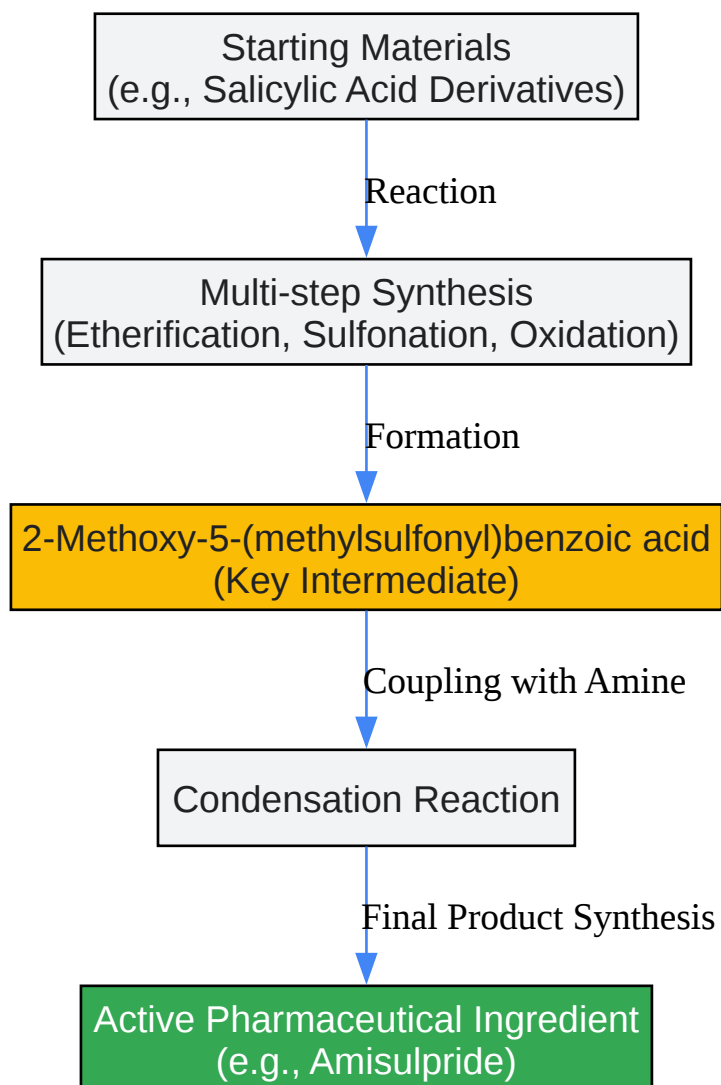 Starting Materials
(e.g., Salicylic Acid Derivatives)
Reaction
Multi-step Synthesis
(Etherification, Sulfonation, Oxidation)
Formation
2-Methoxy-5-(methylsulfonyl)benzoic acid
(Key Intermediate)
Coupling with Amine
Condensation Reaction
Final Product Synthesis
Active Pharmaceutical Ingredient
(e.g., Amisulpride)